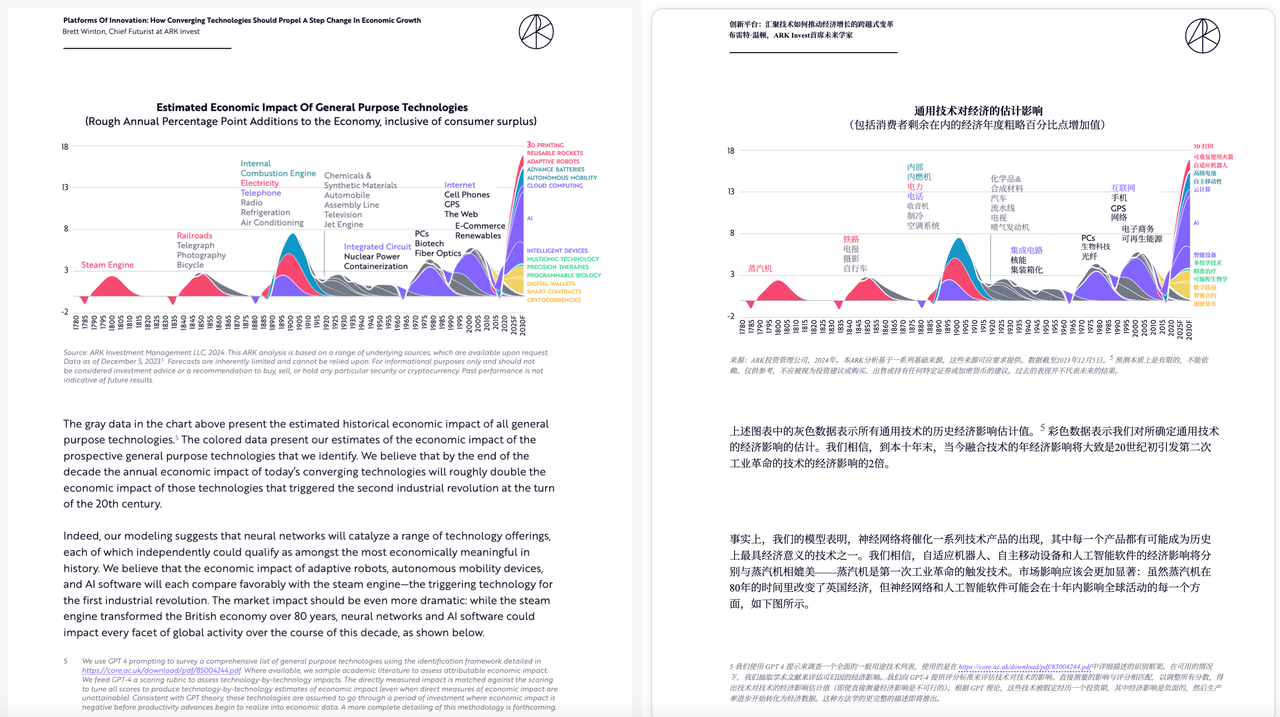 Platforms Of Innovation: How Converging Technologies Should Propel A Step Change In Economic Growth
Brett Winton, Chief Futurist at ARK Invest
Estimated Economic Impact Of General Purpose Technologies
(Rough Annual Percentage Point Additions to the Economy, inclusive of consumer surplus)
18
13
8
3
-2
Steam Engine
Railroads
Telegraph
Photography
Bicycle
Internal
Combustion Engine
Electricity
Telephone
Radio
Refrigeration
Air Conditioning
Chemicals &
Synthetic Materials
Automobile
Assembly Line
Television
Jet Engine
Integrated Circuit
Nuclear Power
Containerization
PCs
Biotech
Fiber Optics
Internet
Cell Phones
GPS
The Web
E-Commerce
Renewables
3D PRINTING
REUSABLE ROCKETS
ADAPTIVE ROBOTS
ADVANCE BATTERIES
AUTONOMOUS MOBILITY
CLOUD COMPUTING
AI
INTELLIGENT DEVICES
MULTIOMIC TECHNOLOGY
PRECISION THERAPIES
PROGRAMMABLE BIOLOGY
DIGITAL WALLETS
SMART CONTRACTS
CRYTOCURRENCIES
1780 1785 1790 1795 1801 1810 1815 1820 1825 1830 1835 1840 1845 1850 1855 1860 1865 1870 1875 1880 1885 1890 1895 1900 1905 1910 1915 1920 1925 1930 1935 1940 1945 1950 1955 1960 1965 1970 1975 1980 1985 1990 1995 2000 2005 2010 2015 2020F 2030F
Source: ARK Investment Management LLC, 2024. This ARK analysis is based on a range of underlying sources, which are available upon request.
Data as of December 5, 2023⁵ Forecasts are inherently limited and cannot be relied upon. For informational purposes only and should not
be considered investment advice or a recommendation to buy, sell, or hold any particular security or cryptocurrency. Past performance is not
indicative of future results.
The gray data in the chart above present the estimated historical economic impact of all general
purpose technologies.⁵ The colored data present our estimates of the economic impact of the
prospective general purpose technologies that we identify. We believe that by the end of the
decade the annual economic impact of today's converging technologies will roughly double the
economic impact of those technologies that triggered the second industrial revolution at the turn
of the 20th century.
Indeed, our modeling suggests that neural networks will catalyze a range of technology offerings,
each of which independently could qualify as amongst the most economically meaningful in
history. We believe that the economic impact of adaptive robots, autonomous mobility devices,
and AI software will each compare favorably with the steam engine—the triggering technology for
the first industrial revolution. The market impact should be even more dramatic: while the steam
engine transformed the British economy over 80 years, neural networks and AI software could
impact every facet of global activity over the course of this decade, as shown below.
5 We use GPT 4 prompting to survey a comprehensive list of general purpose technologies using the identification framework detailed in
https://core.ac.uk/download/pdf/85004244.pdf. Where available, we sample academic literature to assess attributable economic impact.
We feed GPT-4 a scoring rubric to assess technology-by-technology impacts. The directly measured impact is matched against the scoring
to tune all scores to produce technology-by-technology estimates of economic impact (even when direct measures of economic impact are
unattainable). Consistent with GPT theory, these technologies are assumed to go through a period of investment where economic impact is
negative before productivity advances begin to realize into economic data. A more complete detailing of this methodology is forthcoming.
创新平台：汇聚技术如何推动经济增长的跨越式变革
布雷特·温顿，ARK Invest首席未来学家
通用技术对经济的估计影响
（包括消费者剩余在内的经济年度粗略百分比点增加值）
18
13
8
3
-2
蒸汽机
铁路
电报
摄影
自行车
内部
内燃机
电力
电话
收音机
制冷
空调系统
化学品&
合成材料
汽车
流水线
电视
喷气发动机
集成电路
核能
集装箱化
PCs
生物科技
光纤
互联网
手机
GPS
网络
电子商务
可再生能源
3D 打印
可重复使用火箭
自适应机器人
高级电池
自主移动性
云计算
AI
智能设备
多组学技术
精准治疗
可编程生物学
数字钱包
智能合约
加密货币
来源：ARK投资管理公司，2024年。本ARK分析基于一系列基础来源，这些来源可应要求提供。数据截至2023年12月5日。⁵ 预测本质上是有限的，不能依
赖。仅供参考，不应被视为投资建议或购买、出售或持有任何特定证券或加密货币的建议。过去的表现并不代表未来的结果。
上述图表中的灰色数据表示所有通用技术的历史经济影响估计值。⁵ 彩色数据表示我们对所确定通用技术
的经济影响的估计。我们相信，到本十年末，当今融合技术的年经济影响将大致是20世纪初引发第二次
工业革命的技术的经济影响的2倍。
事实上，我们的模型表明，神经网络将催化一系列技术产品的出现，其中每一个产品都有可能成为历史
上最具经济意义的技术之一。我们相信，自适应机器人、自主移动设备和人工智能软件的经济影响将分
别与蒸汽机相媲美——蒸汽机是第一次工业革命的触发技术。市场影响应该会更加显著：虽然蒸汽机在
80年的时间里改变了英国经济，但神经网络和人工智能软件可能会在十年内影响全球活动的每一个方
面，如下图所示。
5 我们使用 GPT 4 提示来调查一个全面的一般用途技术列表，使用的是在 https://core.ac.uk/download/pdf/85004244.pdf中详细描述的识别框架。在可用的情况
下，我们抽取学术文献来评估可归因的经济影响。我们向 GPT-4 提供评分标准来评估技术对技术的影响。直接测量的影响与评分相匹配，以调整所有分数，得
出技术对技术的经济影响估计值（即使直接测量经济影响是不可行的）。根据 GPT 理论，这些技术被假定经历一个投资期，其中经济影响是负面的，然后生产
率进步开始转化为经济数据。这种方法学的更完整的描述即将推出。